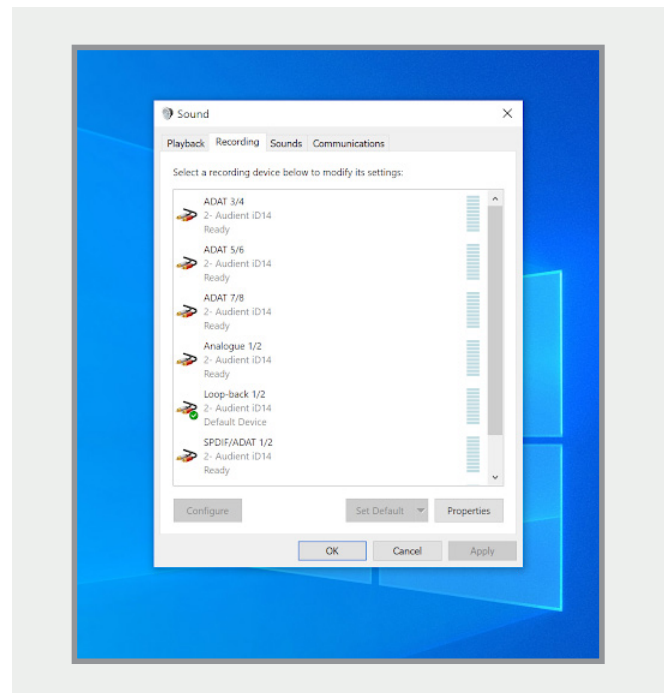 Sound
Playback Recording Sounds Communications
Select a recording device below to modify its settings:
ADAT 3/4
2- Audient iD14
Ready
ADAT 5/6
2- Audient iD14
Ready
ADAT 7/8
2- Audient iD14
Ready
Analogue 1/2
2- Audient iD14
Ready
Loop-back 1/2
2- Audient iD14
Default Device
SPDIF/ADAT 1/2
2- Audient iD14
Ready
Configure Set Default Properties
OK Cancel Apply